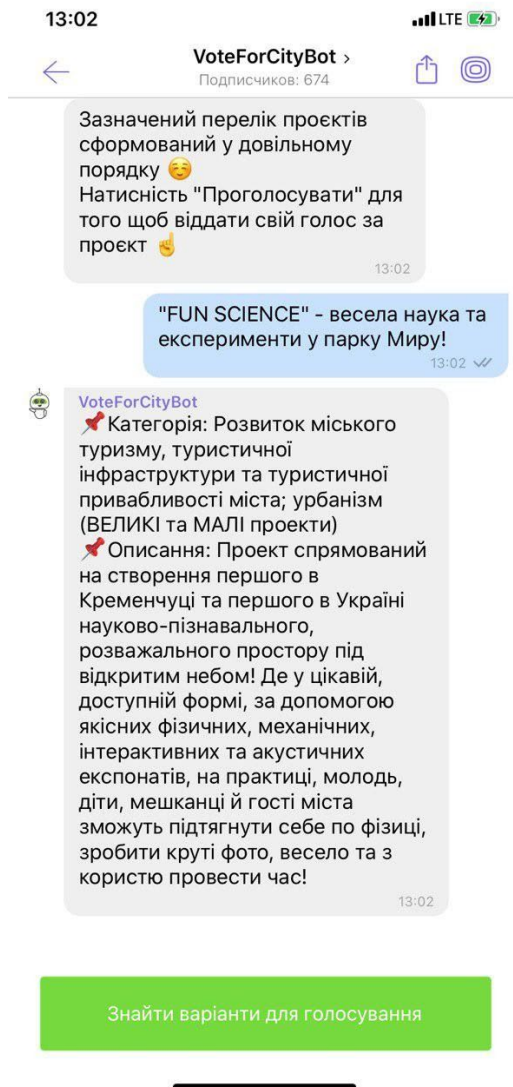 13:02
LTE
VoteForCityBot
Подписчиков: 674
Зазначений перелік проєктів
сформований у довільному
порядку
Натисність "Проголосувати" для
того щоб віддати свій голос за
проєкт
13:02
"FUN SCIENCE" - весела наука та
експерименти у парку Миру!
13:02
VoteForCityBot
Категорія: Розвиток міського
туризму, туристичної
інфраструктури та туристичної
привабливості міста; урбанізм
(ВЕЛИКІ та МАЛІ проекти)
Описання: Проект спрямований
на створення першого в
Кременчуці та першого в Україні
науково-пізнавального,
розважального простору під
відкритим небом! Де у цікавій,
доступній формі, за допомогою
якісних фізичних, механічних,
інтерактивних та акустичних
експонатів, на практиці, молодь,
діти, мешканці й гості міста
зможуть підтягнути себе по фізиці,
зробити круті фото, весело та з
користю провести час!
13:02
Знайти варіанти для голосування